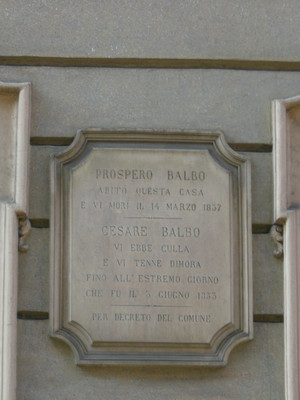 PROSPERO BALBO
ABITÒ QUESTA CASA
E VI MORÌ IL 14 MARZO 1837
CESARE BALBO
VI EBBE CULLA
E VI TENNE DIMORA
FINO ALL'ESTREMO GIORNO
CHE FU IL 3 GIUGNO 1853
PER DECRETO DEL COMUNE